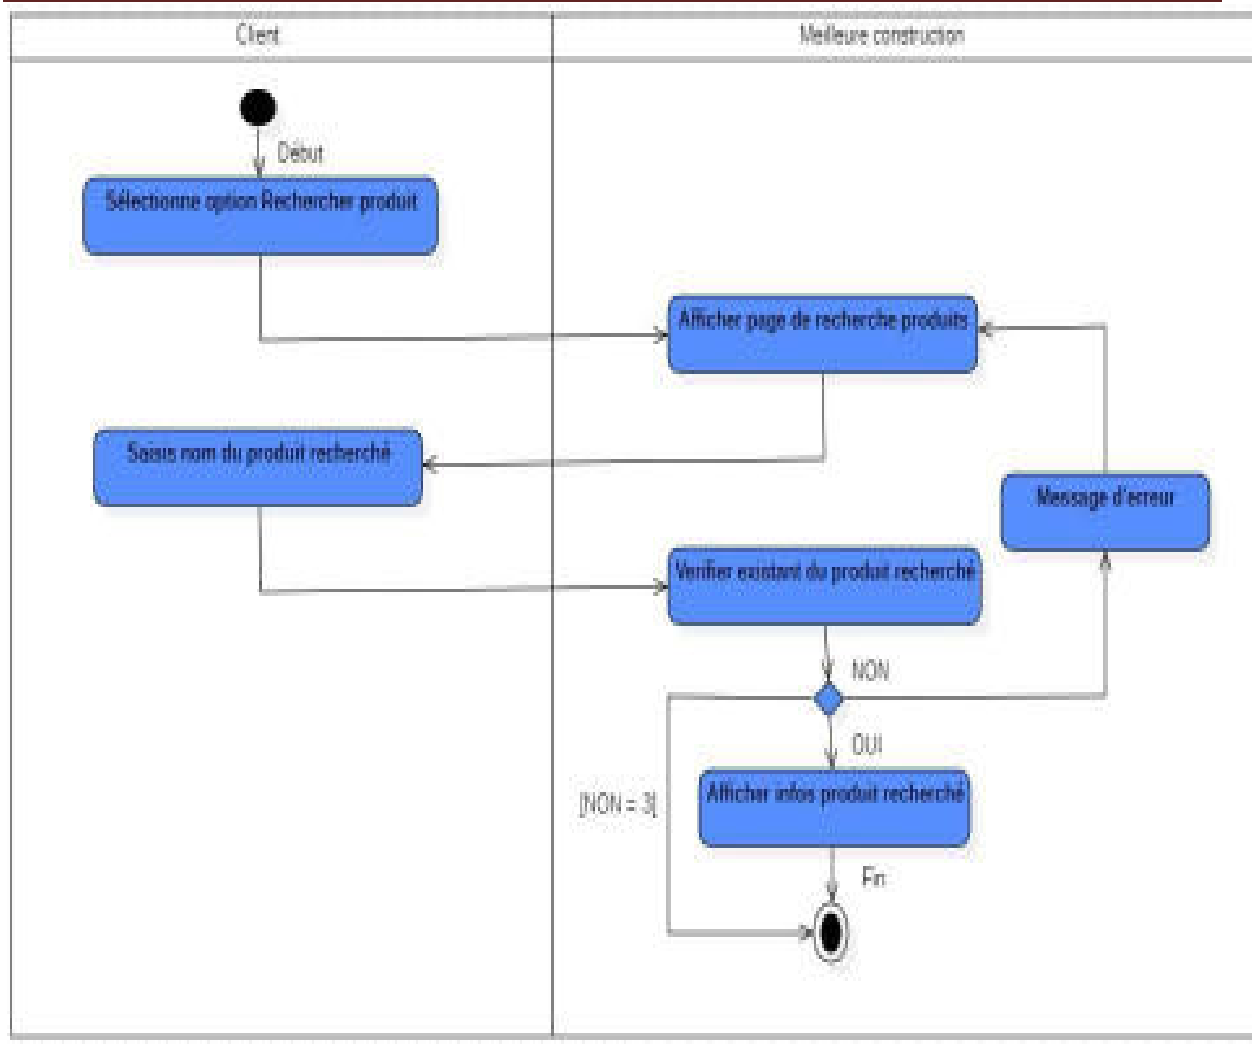 Client
Meilleure construction
Début
Sélectionne option Rechercher produit
Afficher page de recherche produits
Saisis nom du produit recherché
Message d'erreur
Verifier existant du produit recherché
NON
OUI
[NON = 3]
Afficher infos produit recherché
Fin